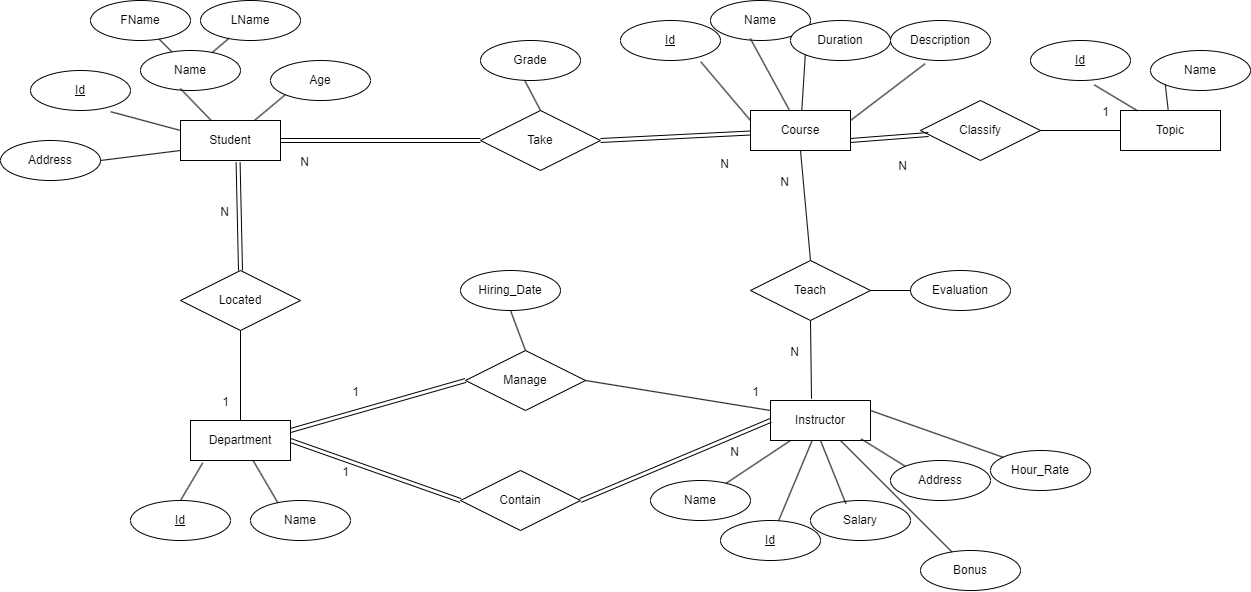 FName
LName
Name
Id
Age
Student
Address
N
Grade
Take
N
Id
Name
Duration
Description
Course
N
N
Classify
1
Id
Name
Topic
N
Located
1
Hiring_Date
Manage
1
1
Teach
Evaluation
N
Department
1
Id
Name
Contain
N
Instructor
Name
Id
Salary
Address
Hour_Rate
Bonus